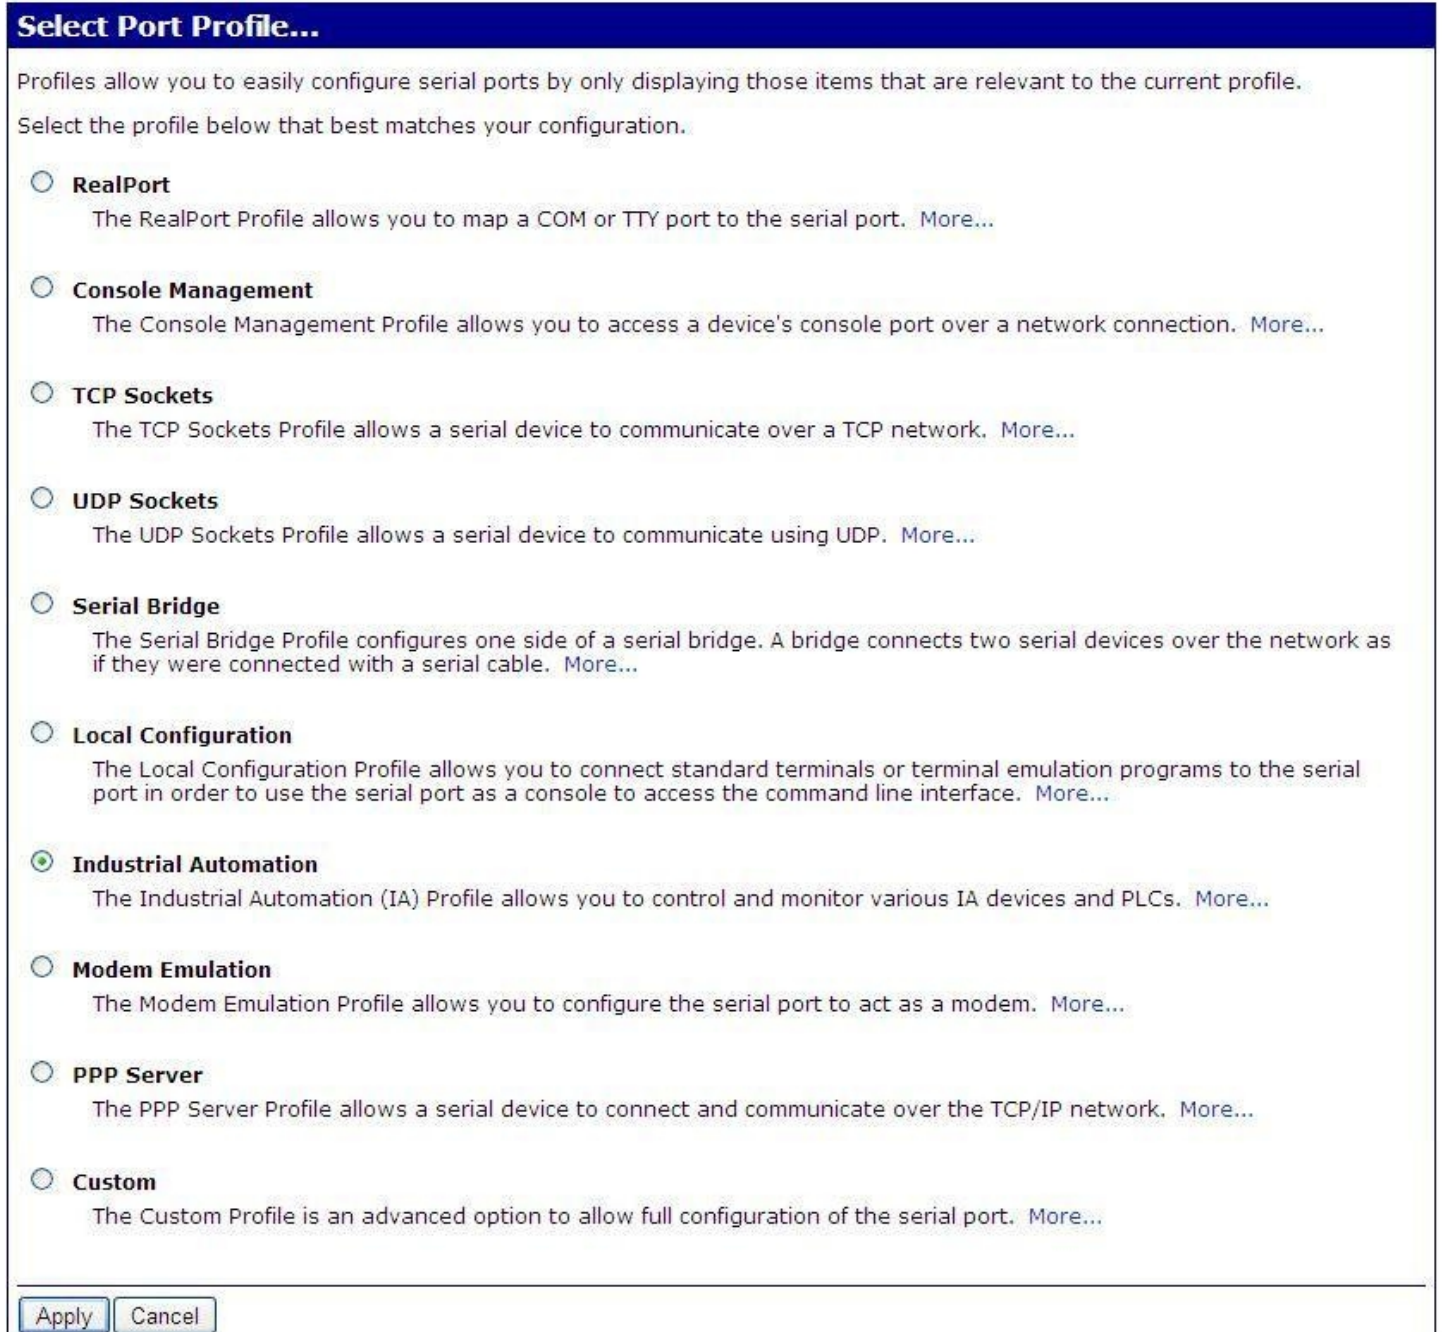 Select Port Profile...
Profiles allow you to easily configure serial ports by only displaying those items that are relevant to the current profile.
Select the profile below that best matches your configuration.
RealPort
The RealPort Profile allows you to map a COM or TTY port to the serial port. More...
Console Management
The Console Management Profile allows you to access a device's console port over a network connection. More...
TCP Sockets
The TCP Sockets Profile allows a serial device to communicate over a TCP network. More...
UDP Sockets
The UDP Sockets Profile allows a serial device to communicate using UDP. More...
Serial Bridge
The Serial Bridge Profile configures one side of a serial bridge. A bridge connects two serial devices over the network as
if they were connected with a serial cable. More...
Local Configuration
The Local Configuration Profile allows you to connect standard terminals or terminal emulation programs to the serial
port in order to use the serial port as a console to access the command line interface. More...
Industrial Automation
The Industrial Automation (IA) Profile allows you to control and monitor various IA devices and PLCs. More...
Modem Emulation
The Modem Emulation Profile allows you to configure the serial port to act as a modem. More...
PPP Server
The PPP Server Profile allows a serial device to connect and communicate over the TCP/IP network. More...
Custom
The Custom Profile is an advanced option to allow full configuration of the serial port. More...
Apply Cancel